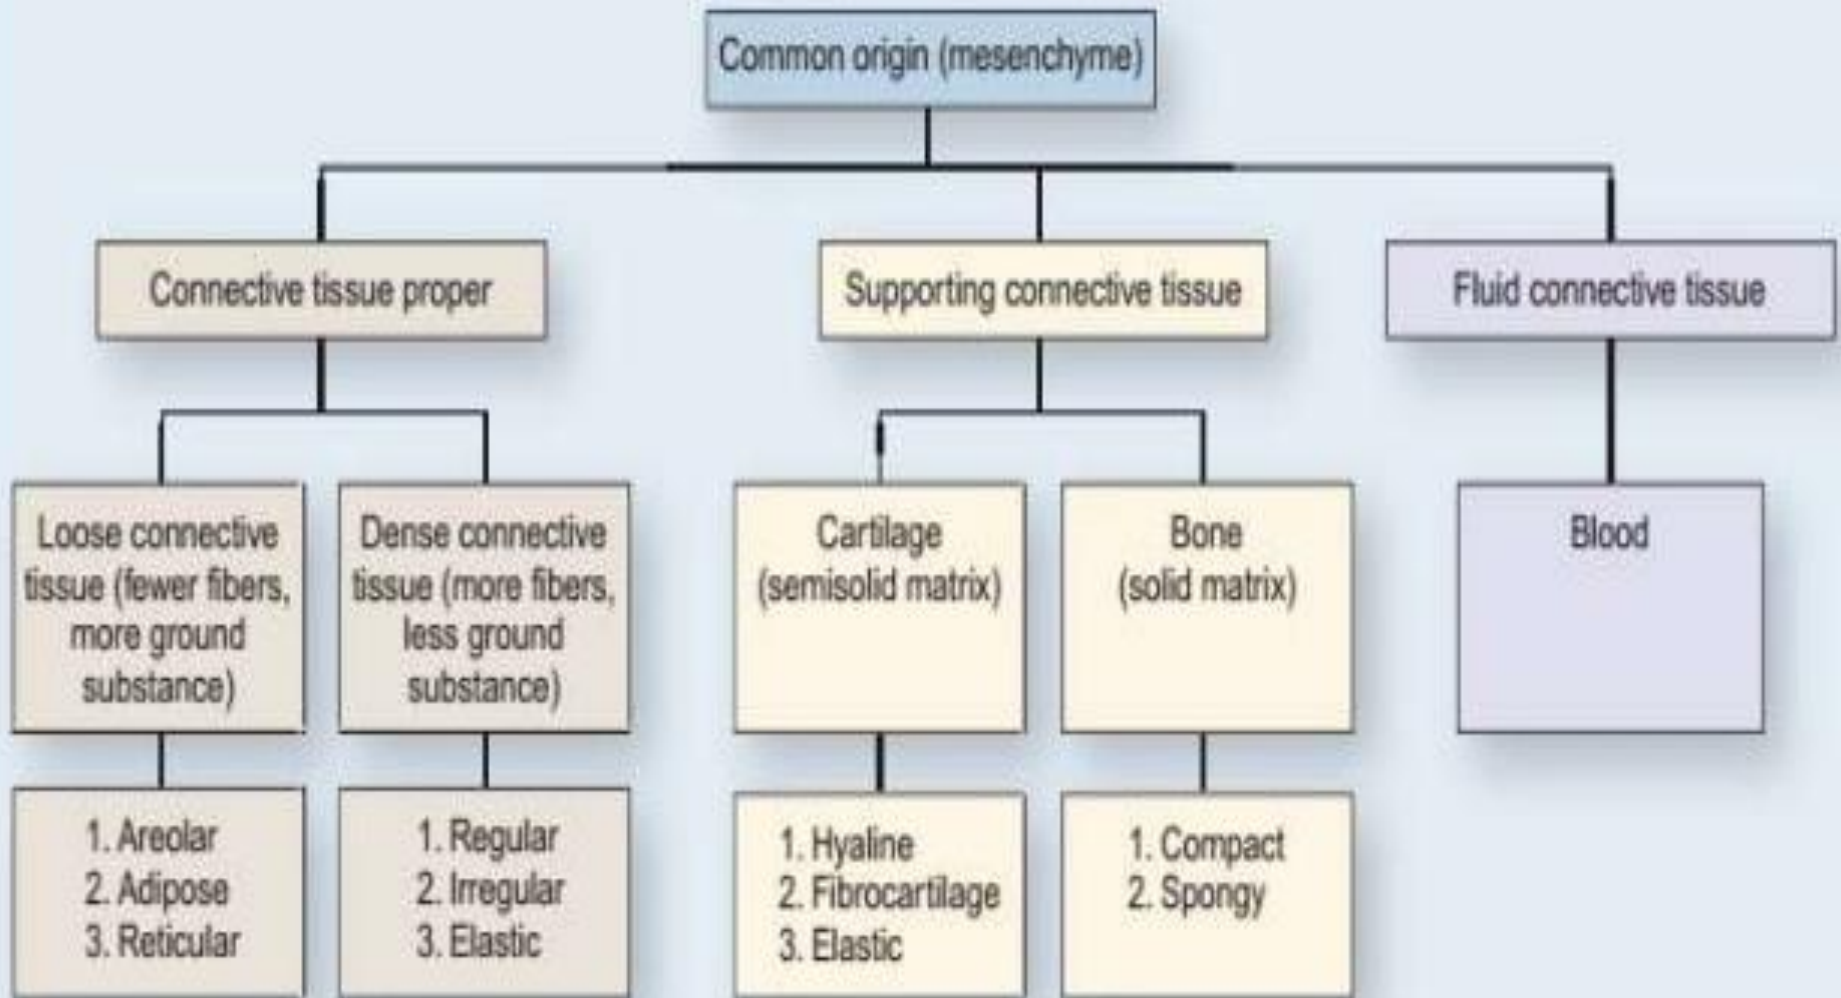 Common origin (mesenchyme)
Connective tissue proper
Supporting connective tissue
Fluid connective tissue
Loose connective
tissue (fewer fibers,
more ground
substance)
Dense connective
tissue (more fibers,
less ground
substance)
Cartilage
(semisolid matrix)
Bone
(solid matrix)
Blood
1. Areolar
2. Adipose
3. Reticular
1. Regular
2. Irregular
3. Elastic
1. Hyaline
2. Fibrocartilage
3. Elastic
1. Compact
2. Spongy